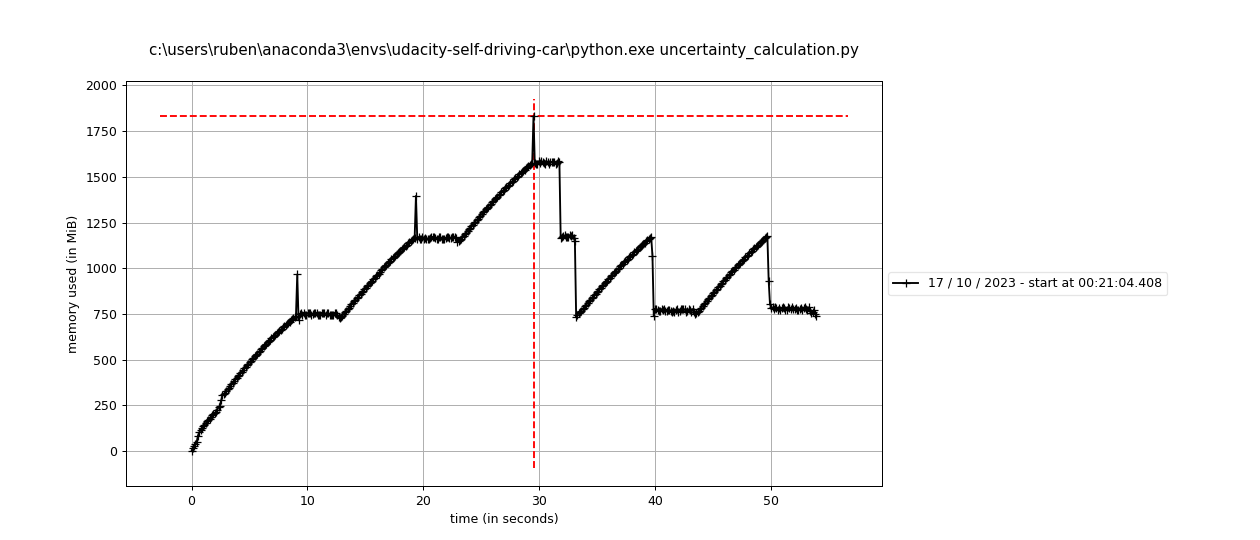 c:\users\ruben\anaconda3\envs\udacity-self-driving-car\python.exe uncertainty_calculation.py
2000
1750
1500
1250
1000
750
500
250
0
memory used (in MiB)
0 10 20 30 40 50
time (in seconds)
17 / 10 / 2023 - start at 00:21:04.408